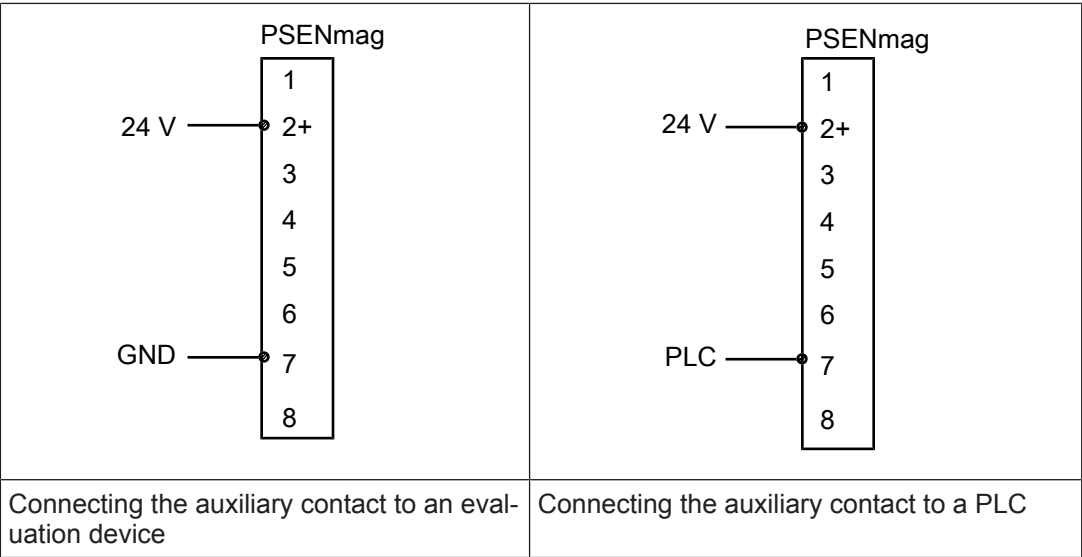 PSENmag
1
24 V 2+
3
4
5
6
GND 7
8
Connecting the auxiliary contact to an eval-
uation device
PSENmag
1
24 V 2+
3
4
5
6
PLC 7
8
Connecting the auxiliary contact to a PLC